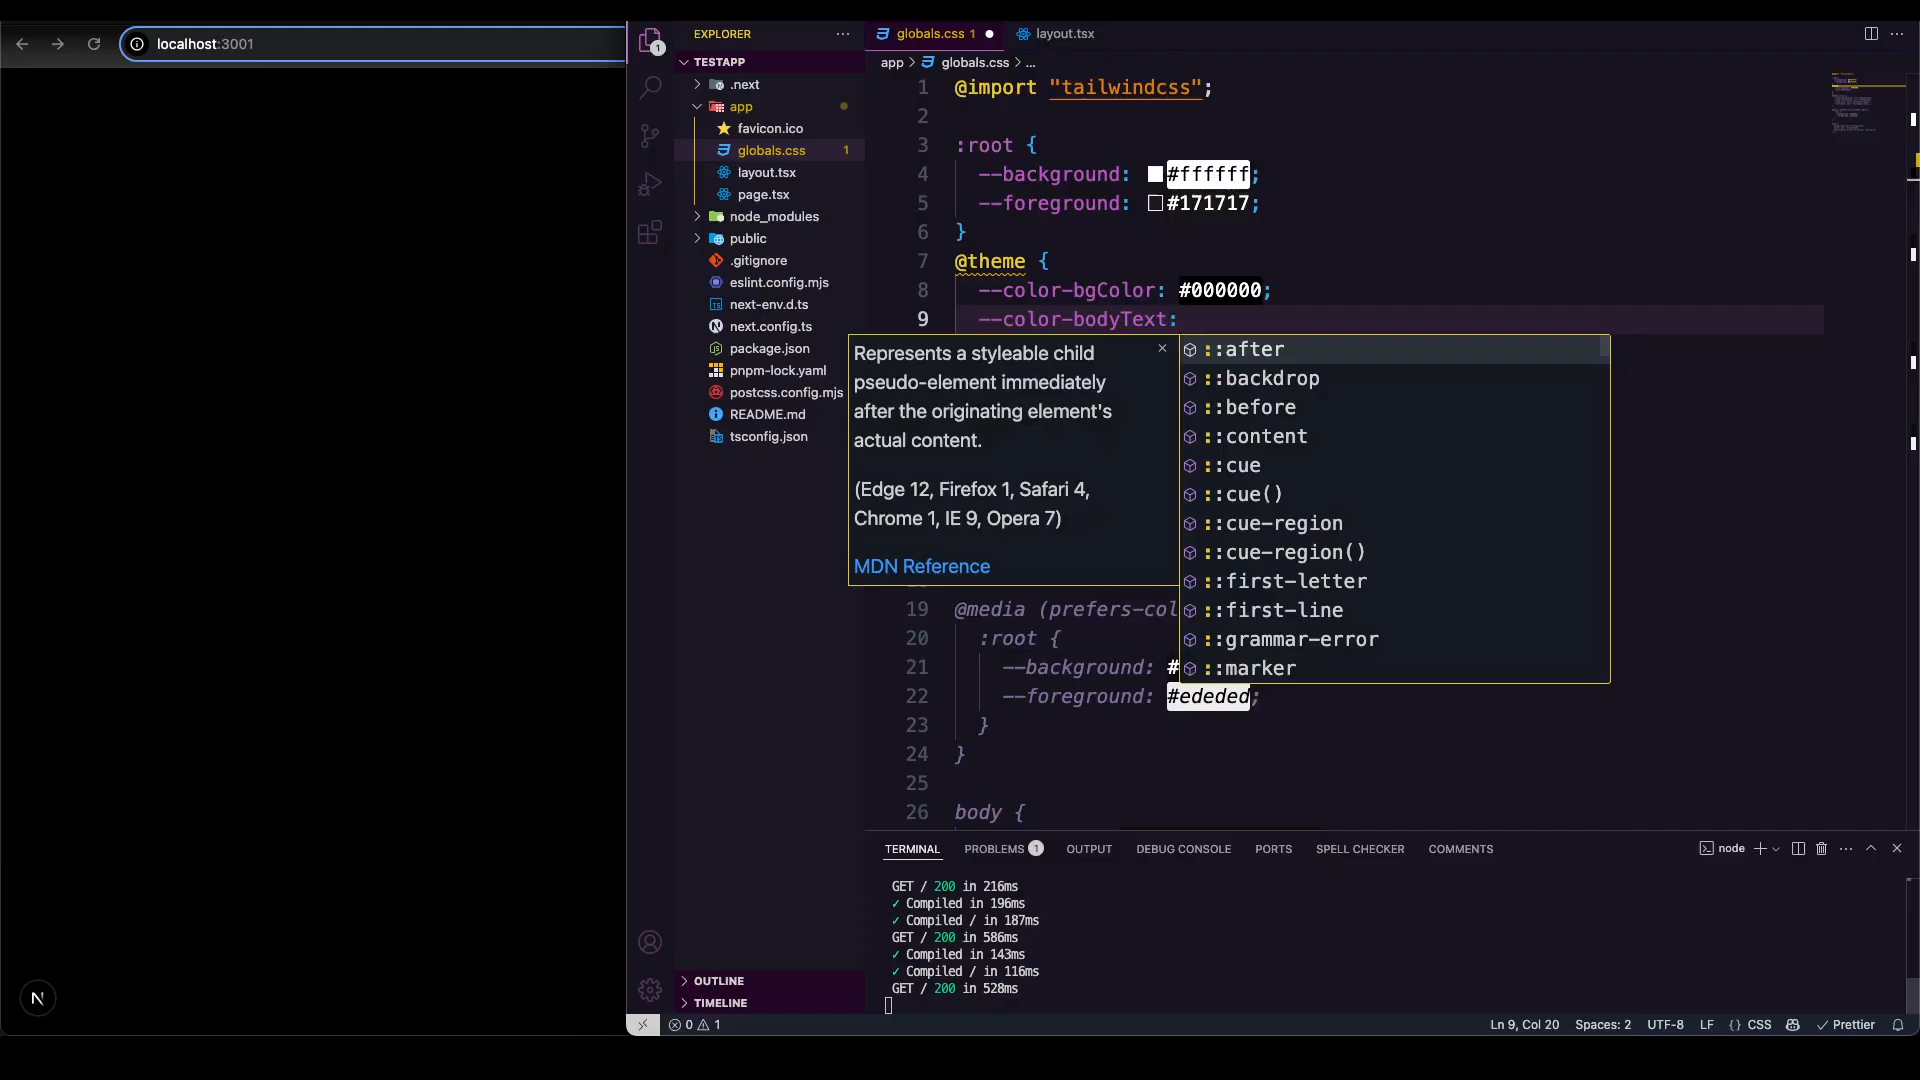 localhost:3001
1
EXPLORER
TESTAPP
.next
app
favicon.ico
globals.css 1
layout.tsx
page.tsx
node_modules
public
.gitignore
eslint.config.mjs
next-env.d.ts
next.config.ts
package.json
pnpm-lock.yaml
postcss.config.mjs
README.md
tsconfig.json
OUTLINE
TIMELINE
globals.css 1
layout.tsx
app > globals.css > ...
1 @import "tailwindcss";
2
3 :root {
4 --background: #ffffff;
5 --foreground: #171717;
6 }
7 @theme {
8 --color-bgColor: #000000;
9 --color-bodyText:
Represents a styleable child
pseudo-element immediately
after the originating element's
actual content.
(Edge 12, Firefox 1, Safari 4,
Chrome 1, IE 9, Opera 7)
MDN Reference
::after
::backdrop
::before
::content
::cue
::cue()
::cue-region
::cue-region()
::first-letter
::first-line
::grammar-error
::marker
19 @media (prefers-col
20 :root {
21 --background: #
22 --foreground: #ededed;
23 }
24 }
25
26 body {
TERMINAL PROBLEMS 1 OUTPUT DEBUG CONSOLE PORTS SPELL CHECKER COMMENTS
node
GET / 200 in 216ms
✓ Compiled in 196ms
✓ Compiled / in 187ms
GET / 200 in 586ms
✓ Compiled in 143ms
✓ Compiled / in 116ms
GET / 200 in 528ms
N
0 1
Ln 9, Col 20 Spaces: 2 UTF-8 LF {} CSS ✓ Prettier